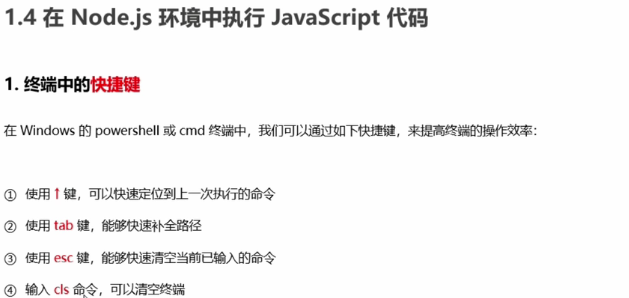 1.4 在 Node.js 环境中执行 JavaScript 代码
1. 终端中的快捷键
在 Windows 的 powershell 或 cmd 终端中，我们可以通过如下快捷键，来提高终端的操作效率：
① 使用 ↑ 键，可以快速定位到上一次执行的命令
② 使用 tab 键，能够快速补全路径
③ 使用 esc 键，能够快速清空当前已输入的命令
④ 输入 cls 命令，可以清空终端